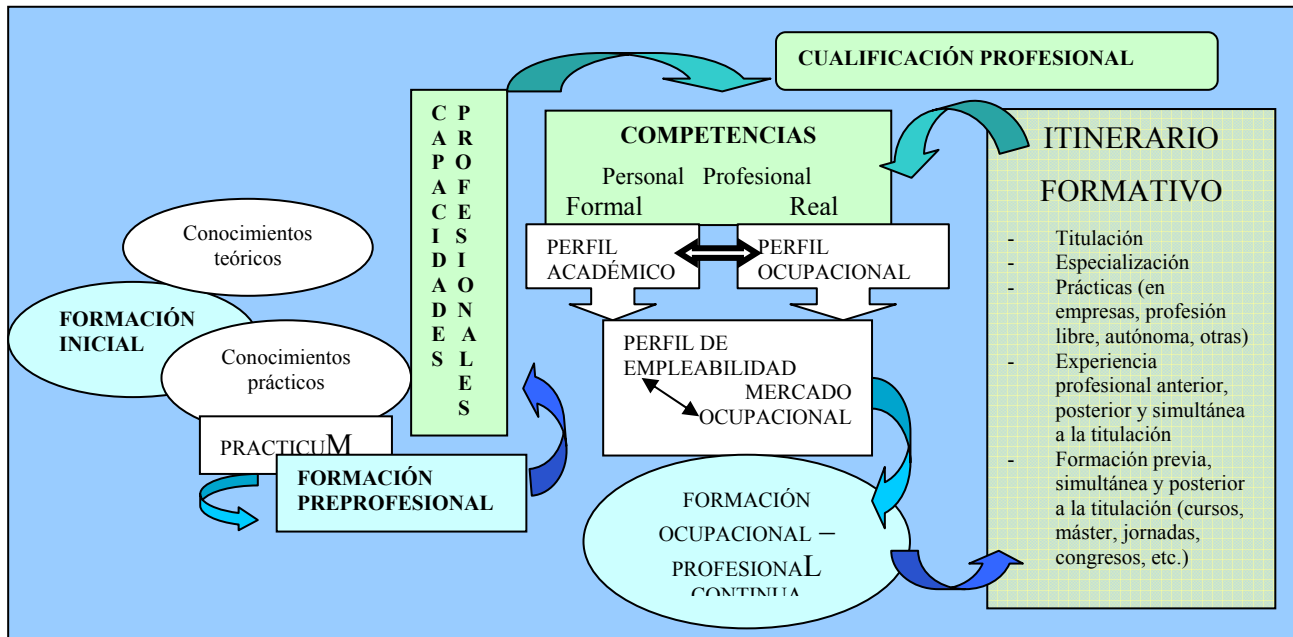 CUALIFICACIÓN PROFESIONAL
CAPACIDADES
PROFESIONALES
COMPETENCIAS
Personal Profesional
Formal Real
PERFIL
ACADÉMICO
PERFIL
OCUPACIONAL
PERFIL DE
EMPLEABILIDAD
MERCADO
OCUPACIONAL
Conocimientos
teóricos
FORMACIÓN
INICIAL
Conocimientos
prácticos
PRACTICUM
FORMACIÓN
PREPROFESIONAL
FORMACIÓN
OCUPACIONAL –
PROFESIONAL
CONTINUA
ITINERARIO
FORMATIVO
- Titulación
- Especialización
- Prácticas (en
empresas, profesión
libre, autónoma, otras)
- Experiencia
profesional anterior,
posterior y simultánea
a la titulación
- Formación previa,
simultánea y posterior
a la titulación (cursos,
máster, jornadas,
congresos, etc.)